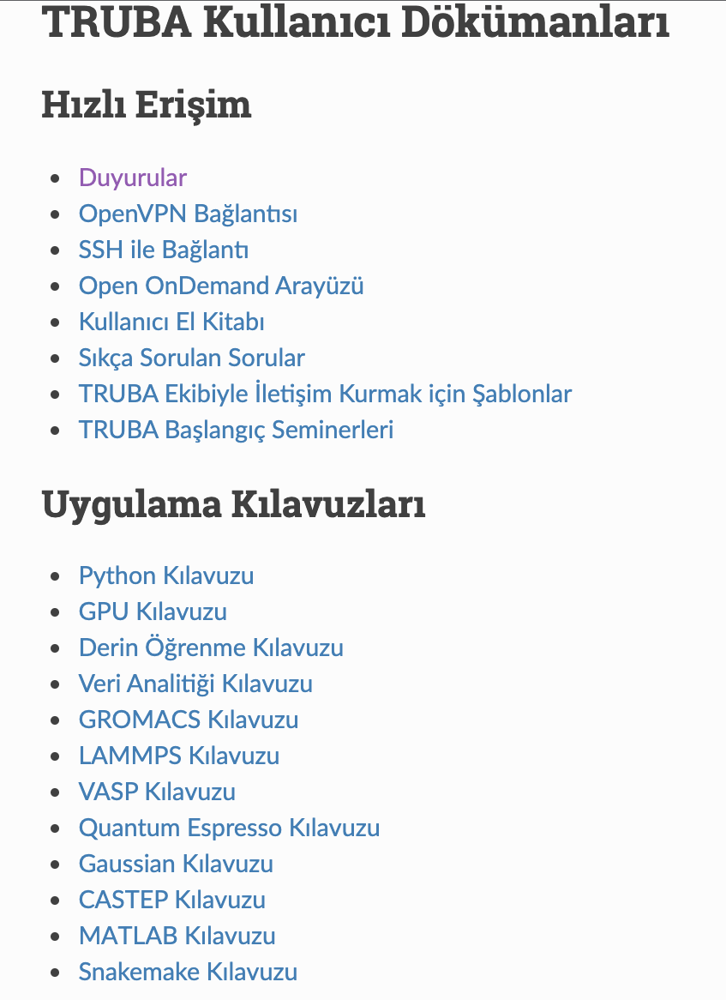 TRUBA Kullanıcı Dökümanları
Hızlı Erişim
Duyurular
OpenVPN Bağlantısı
SSH ile Bağlantı
Open OnDemand Arayüzü
Kullanıcı El Kitabı
Sıkça Sorulan Sorular
TRUBA Ekibiyle İletişim Kurmak için Şablonlar
TRUBA Başlangıç Seminerleri
Uygulama Kılavuzları
Python Kılavuzu
GPU Kılavuzu
Derin Öğrenme Kılavuzu
Veri Analitiği Kılavuzu
GROMACS Kılavuzu
LAMMPS Kılavuzu
VASP Kılavuzu
Quantum Espresso Kılavuzu
Gaussian Kılavuzu
CASTEP Kılavuzu
MATLAB Kılavuzu
Snakemake Kılavuzu